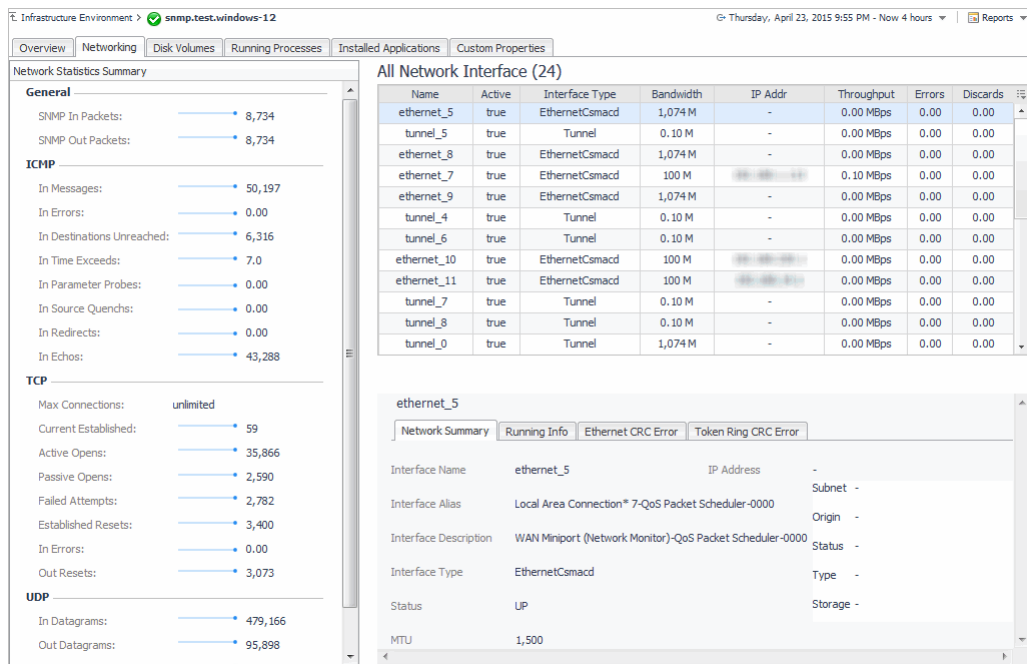 Infrastructure Environment > snmp.test.windows-12
Thursday, April 23, 2015 9:55 PM - Now 4 hours Reports
Overview Networking Disk Volumes Running Processes Installed Applications Custom Properties
Network Statistics Summary
General
SNMP In Packets: 8,734
SNMP Out Packets: 8,734
ICMP
In Messages: 50,197
In Errors: 0.00
In Destinations Unreached: 6,316
In Time Exceeds: 7.0
In Parameter Probes: 0.00
In Source Quenchs: 0.00
In Redirects: 0.00
In Echos: 43,288
TCP
Max Connections: unlimited
Current Established: 59
Active Opens: 35,866
Passive Opens: 2,590
Failed Attempts: 2,782
Established Resets: 3,400
In Errors: 0.00
Out Resets: 3,073
UDP
In Datagrams: 479,166
Out Datagrams: 95,898
All Network Interface (24)
Name Active Interface Type Bandwidth IP Addr Throughput Errors Discards
ethernet_5 true EthernetCsmacd 1,074 M - 0.00 MBps 0.00 0.00
tunnel_5 true Tunnel 0.10 M - 0.00 MBps 0.00 0.00
ethernet_8 true EthernetCsmacd 1,074 M - 0.00 MBps 0.00 0.00
ethernet_7 true EthernetCsmacd 100 M 0.10 MBps 0.00 0.00
ethernet_9 true EthernetCsmacd 1,074 M - 0.00 MBps 0.00 0.00
tunnel_4 true Tunnel 0.10 M - 0.00 MBps 0.00 0.00
tunnel_6 true Tunnel 0.10 M - 0.00 MBps 0.00 0.00
ethernet_10 true EthernetCsmacd 100 M 0.00 MBps 0.00 0.00
ethernet_11 true EthernetCsmacd 100 M 0.00 MBps 0.00 0.00
tunnel_7 true Tunnel 0.10 M - 0.00 MBps 0.00 0.00
tunnel_8 true Tunnel 0.10 M - 0.00 MBps 0.00 0.00
tunnel_0 true Tunnel 1,074 M - 0.00 MBps 0.00 0.00
ethernet_5
Network Summary Running Info Ethernet CRC Error Token Ring CRC Error
Interface Name ethernet_5
Interface Alias Local Area Connection* 7-QoS Packet Scheduler-0000
Interface Description WAN Miniport (Network Monitor)-QoS Packet Scheduler-0000
Interface Type EthernetCsmacd
Status UP
MTU 1,500
IP Address -
Subnet -
Origin -
Status -
Type -
Storage -